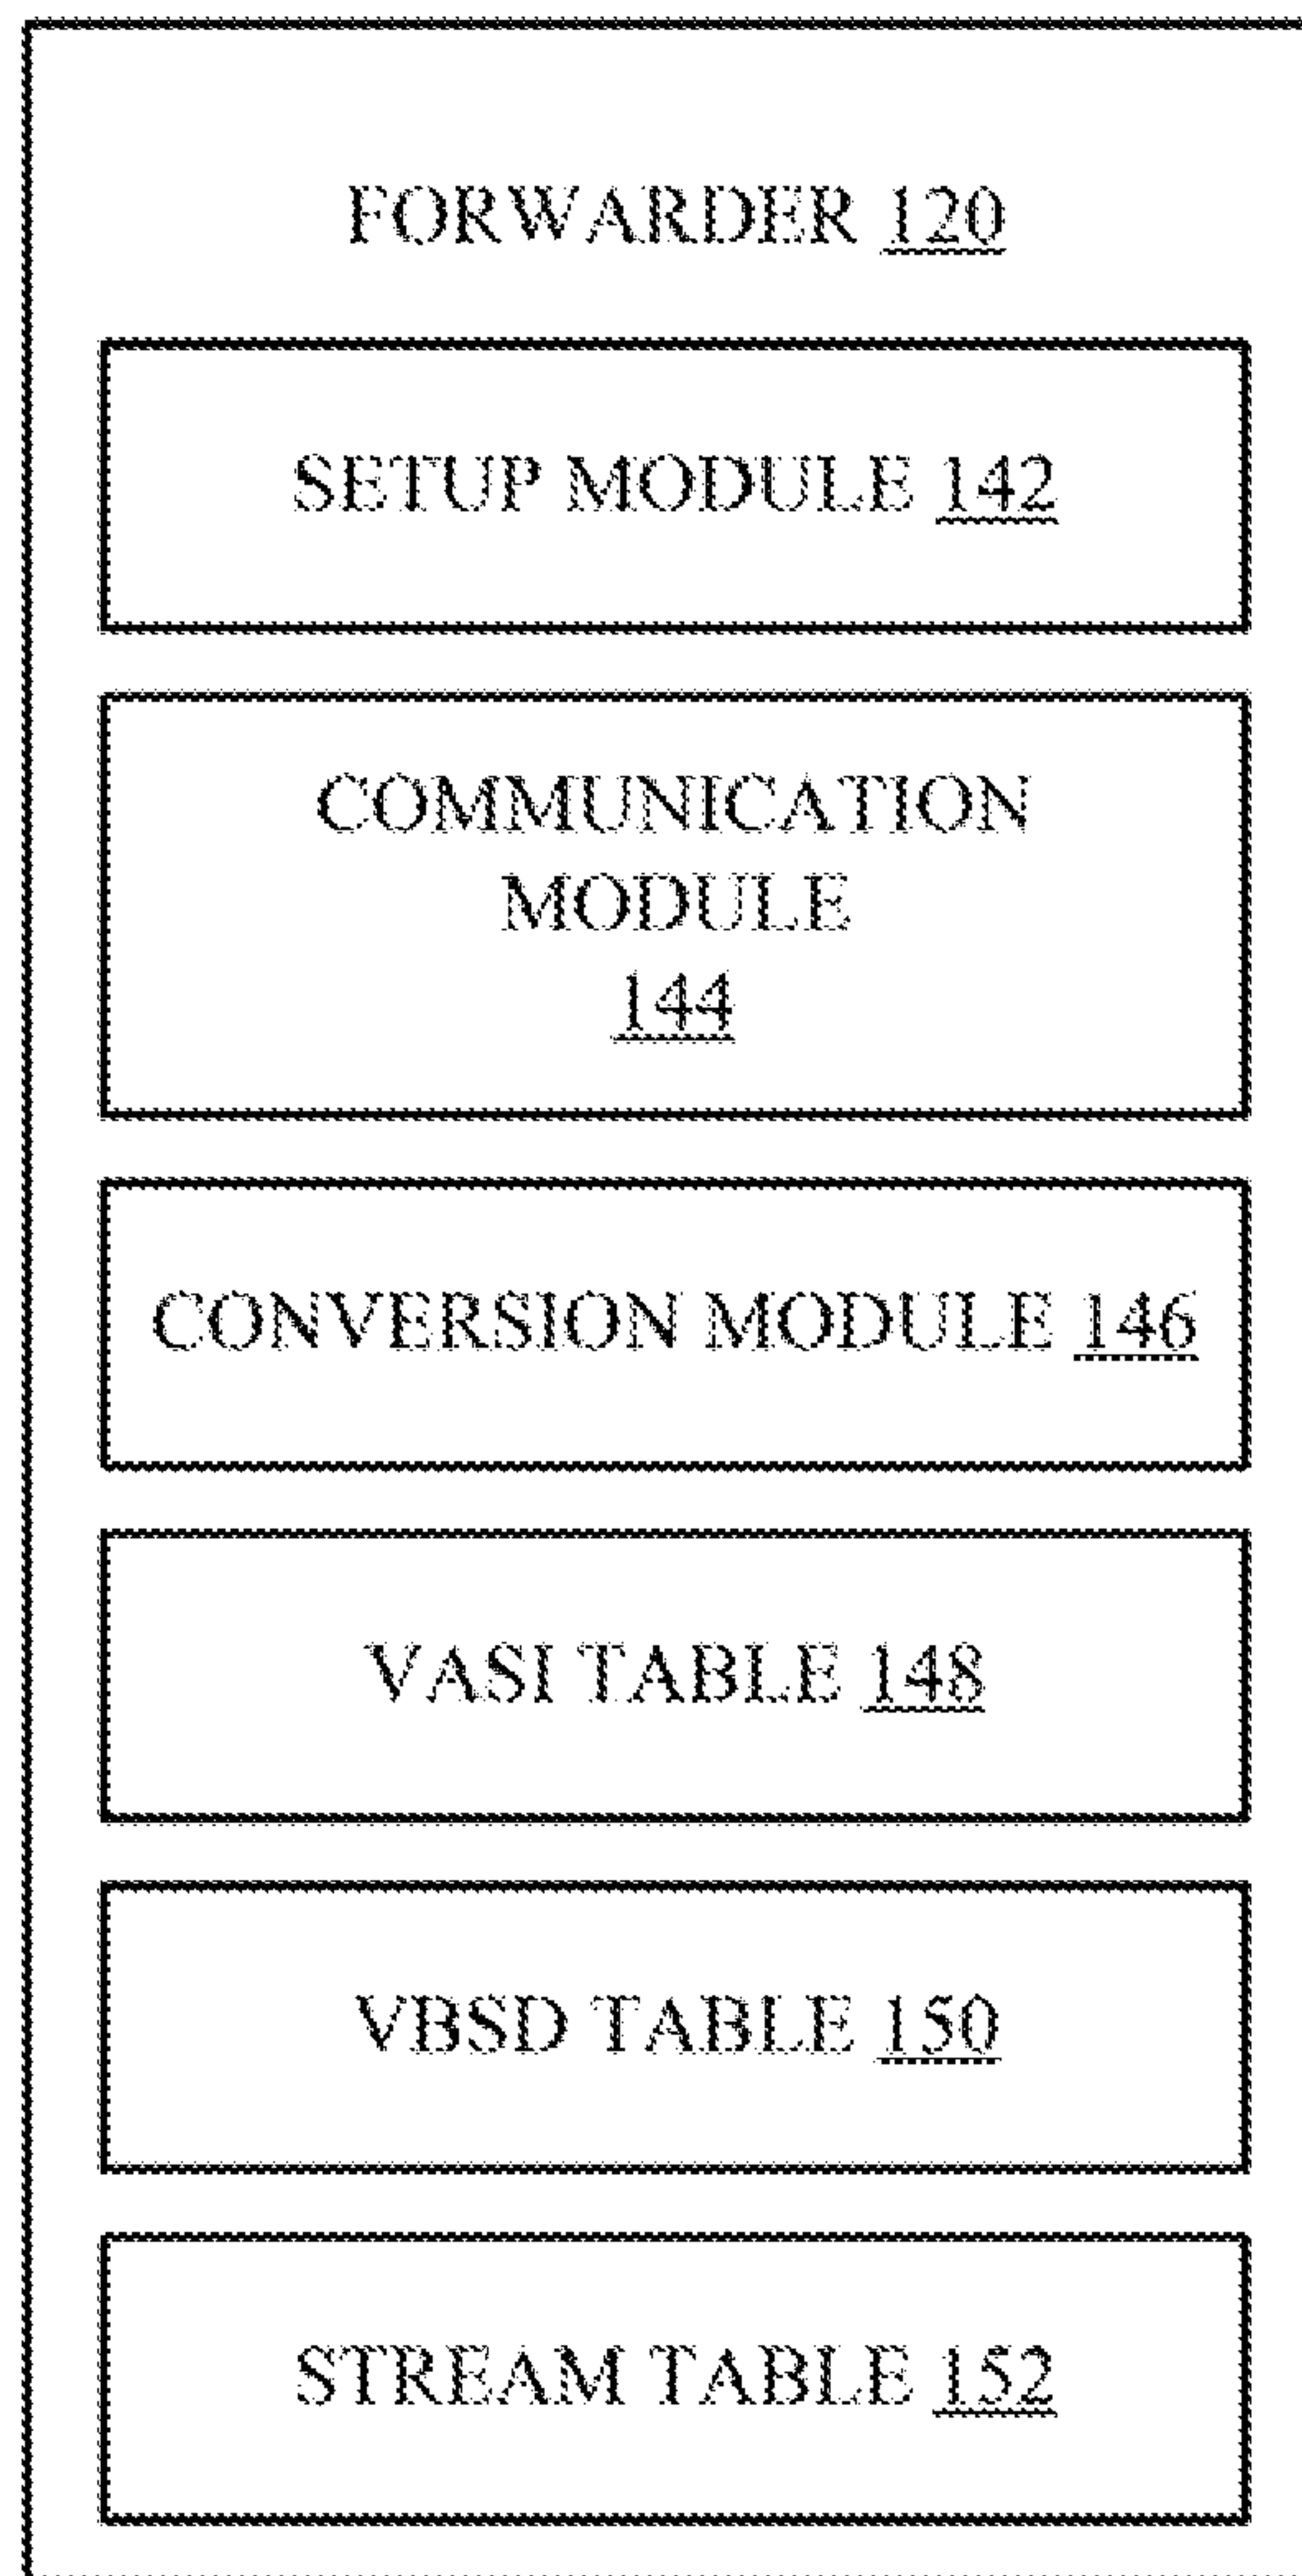 FORWARDER 120
SETUP MODULE 142
COMMUNICATION
MODULE
144
CONVERSION MODULE 146
VASI TABLE 148
VBSD TABLE 150
STREAM TABLE 152